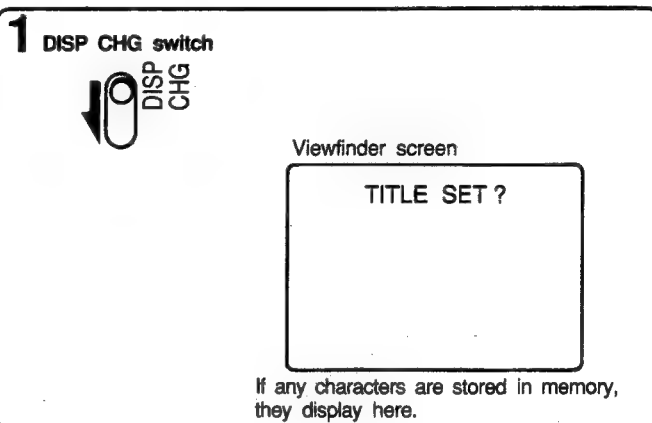 1 DISP CHG switch
DISP
CHG
Viewfinder screen
TITLE SET ?
If any characters are stored in memory,
they display here.